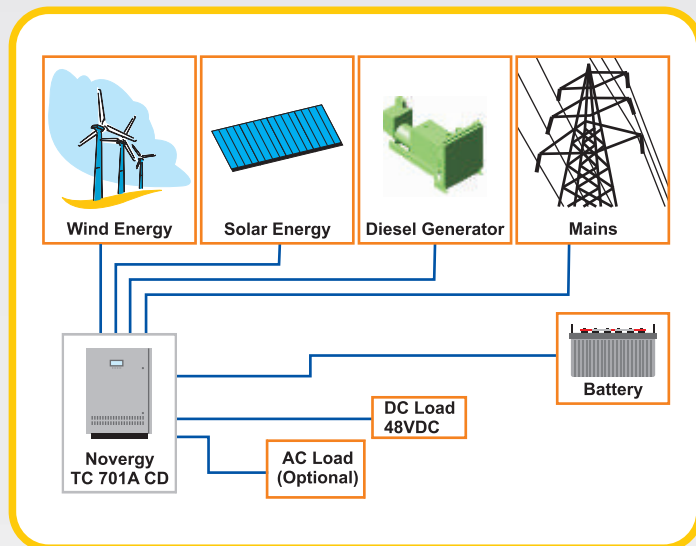 Wind Energy
Solar Energy
Diesel Generator
Mains
Novergy
TC 701A CD
Battery
DC Load
48VDC
AC Load
(Optional)